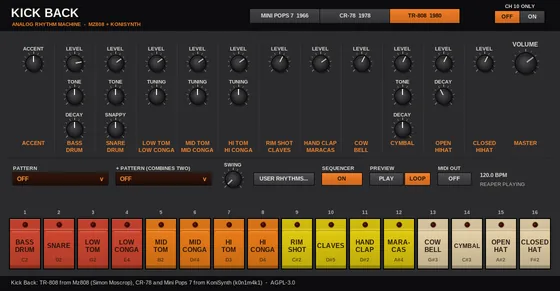 KICK BACK
ANALOG RHYTHM MACHINE - MZ808 + KONISYNTH
MINI POPS 7 1966 CR-78 1978 TR-808 1980
CH 10 ONLY
OFF ON
ACCENT LEVEL LEVEL LEVEL LEVEL LEVEL LEVEL LEVEL LEVEL LEVEL LEVEL LEVEL VOLUME
TONE TONE TUNING TUNING TUNING TONE DECAY
DECAY SNAPPY DECAY
ACCENT BASS DRUM SNARE DRUM LOW TOM LOW CONGA MID TOM MID CONGA HI TOM HI CONGA RIM SHOT CLAVES HAND CLAP MARACAS COW BELL CYMBAL OPEN HIHAT CLOSED HIHAT MASTER
PATTERN + PATTERN (COMBINES TWO) SWING SEQUENCER PREVIEW MIDI OUT
OFF OFF USER RHYTHMS... ON PLAY LOOP OFF
120.0 BPM
REAPER PLAYING
1 2 3 4 5 6 7 8 9 10 11 12 13 14 15 16
BASS DRUM SNARE LOW TOM LOW CONGA MID TOM MID CONGA HI TOM HI CONGA RIM SHOT CLAVES HAND CLAP MARA-CAS COW BELL CYMBAL OPEN HAT CLOSED HAT
Kick Back: TR-808 from Mz808 (Simon Moscrop), CR-78 and Mini Pops 7 from KoniSynth (k0n1m4k1) - AGPL-3.0